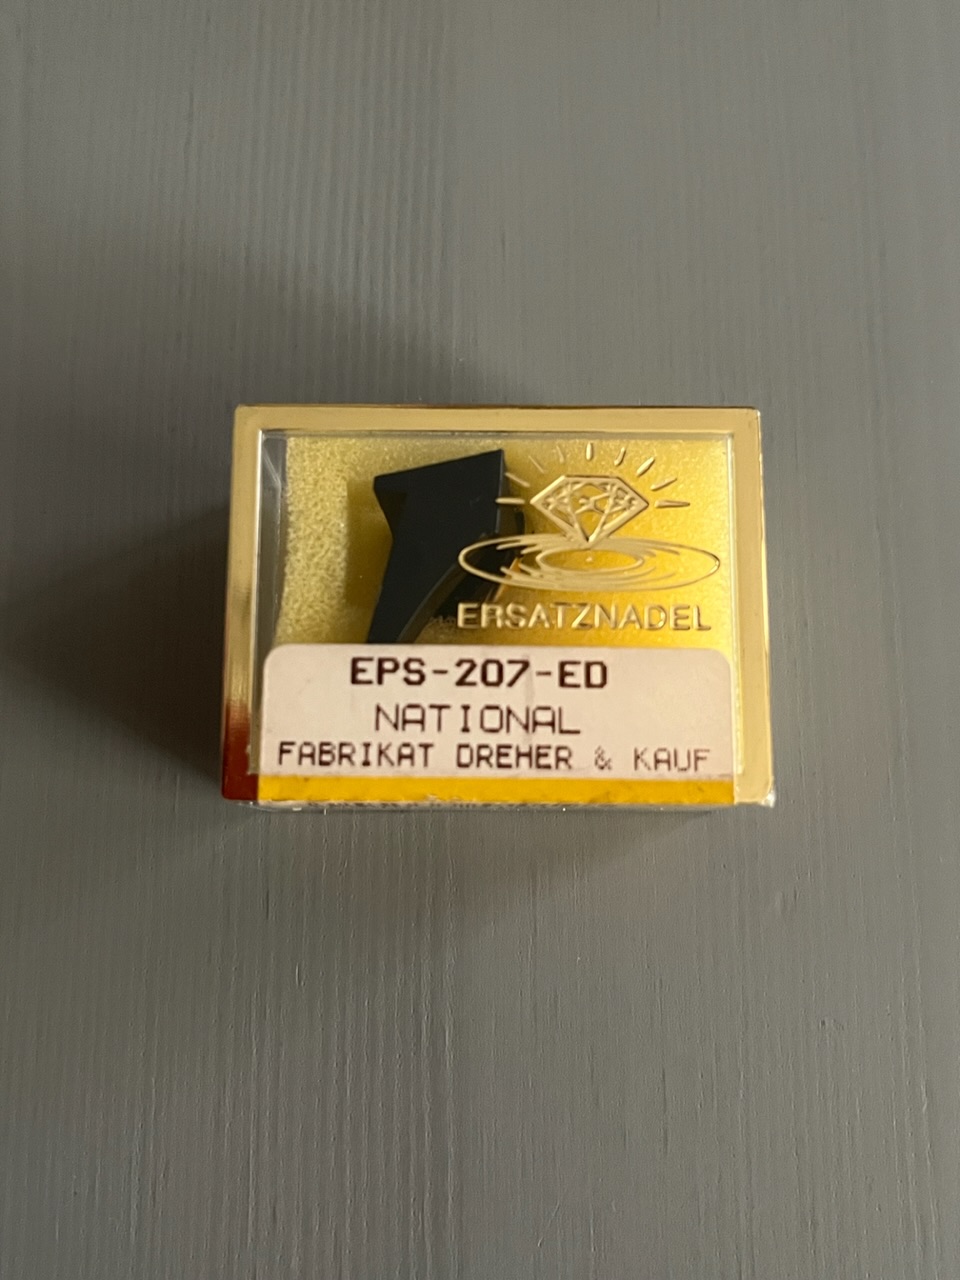 ERSATZNADEL
EPS-207-ED
NATIONAL
FABRIKAT DREHER & KAUF